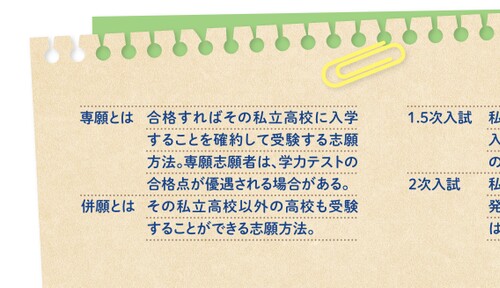 専願とは 合格すればその私立高校に入学
することを確約して受験する志願
方法。専願志願者は、学力テストの
合格点が優遇される場合がある。
併願とは その私立高校以外の高校も受験
することができる志願方法。
1.5次入試 私
入
の
2次入試 私
発
は